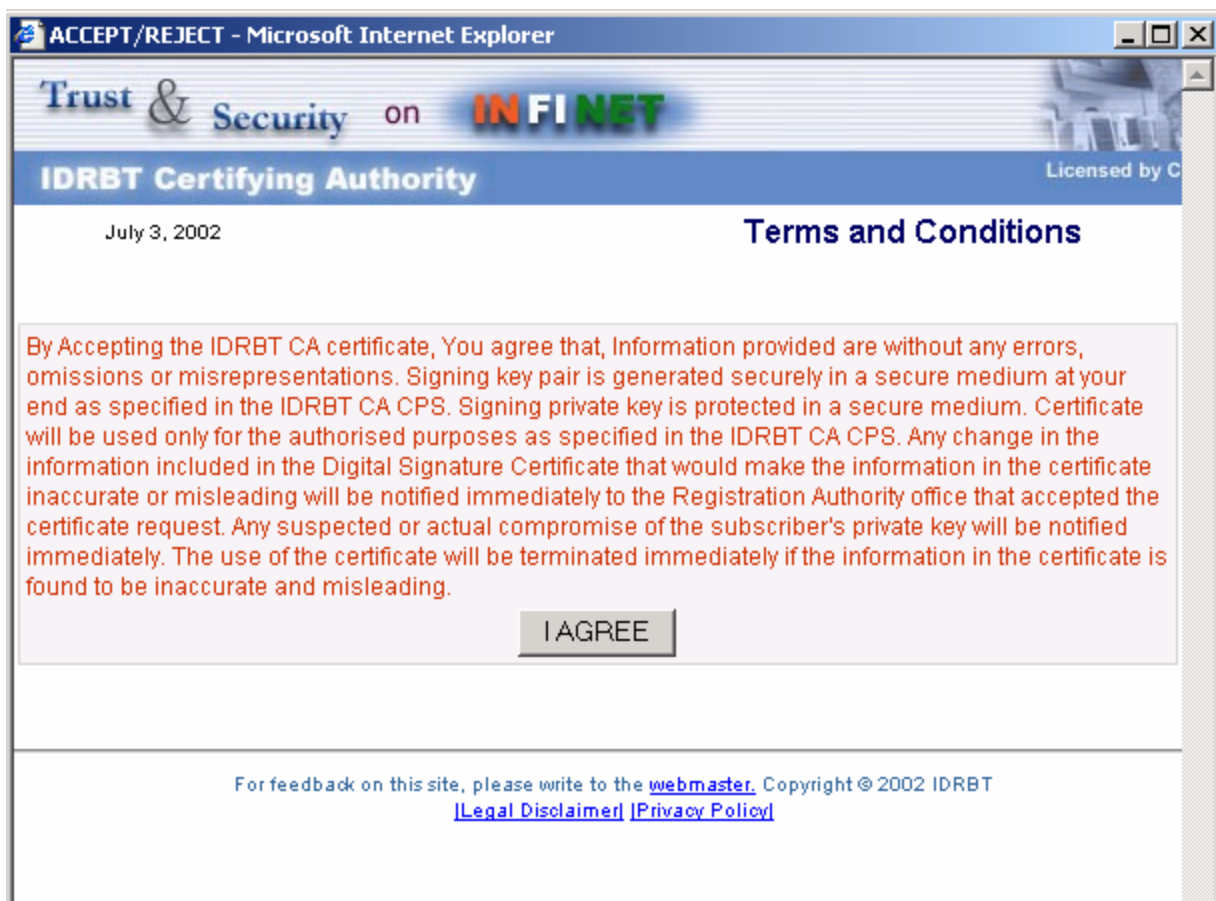 ACCEPT/REJECT - Microsoft Internet Explorer
Trust & Security on INFINET
IDRBT Certifying Authority
Licensed by C
July 3, 2002
Terms and Conditions
By Accepting the IDRBT CA certificate, You agree that, Information provided are without any errors,
omissions or misrepresentations. Signing key pair is generated securely in a secure medium at your
end as specified in the IDRBT CA CPS. Signing private key is protected in a secure medium. Certificate
will be used only for the authorised purposes as specified in the IDRBT CA CPS. Any change in the
information included in the Digital Signature Certificate that would make the information in the certificate
inaccurate or misleading will be notified immediately to the Registration Authority office that accepted the
certificate request. Any suspected or actual compromise of the subscriber's private key will be notified
immediately. The use of the certificate will be terminated immediately if the information in the certificate is
found to be inaccurate and misleading.
I AGREE
For feedback on this site, please write to the webmaster. Copyright © 2002 IDRBT
|Legal Disclaimer| |Privacy Policy|